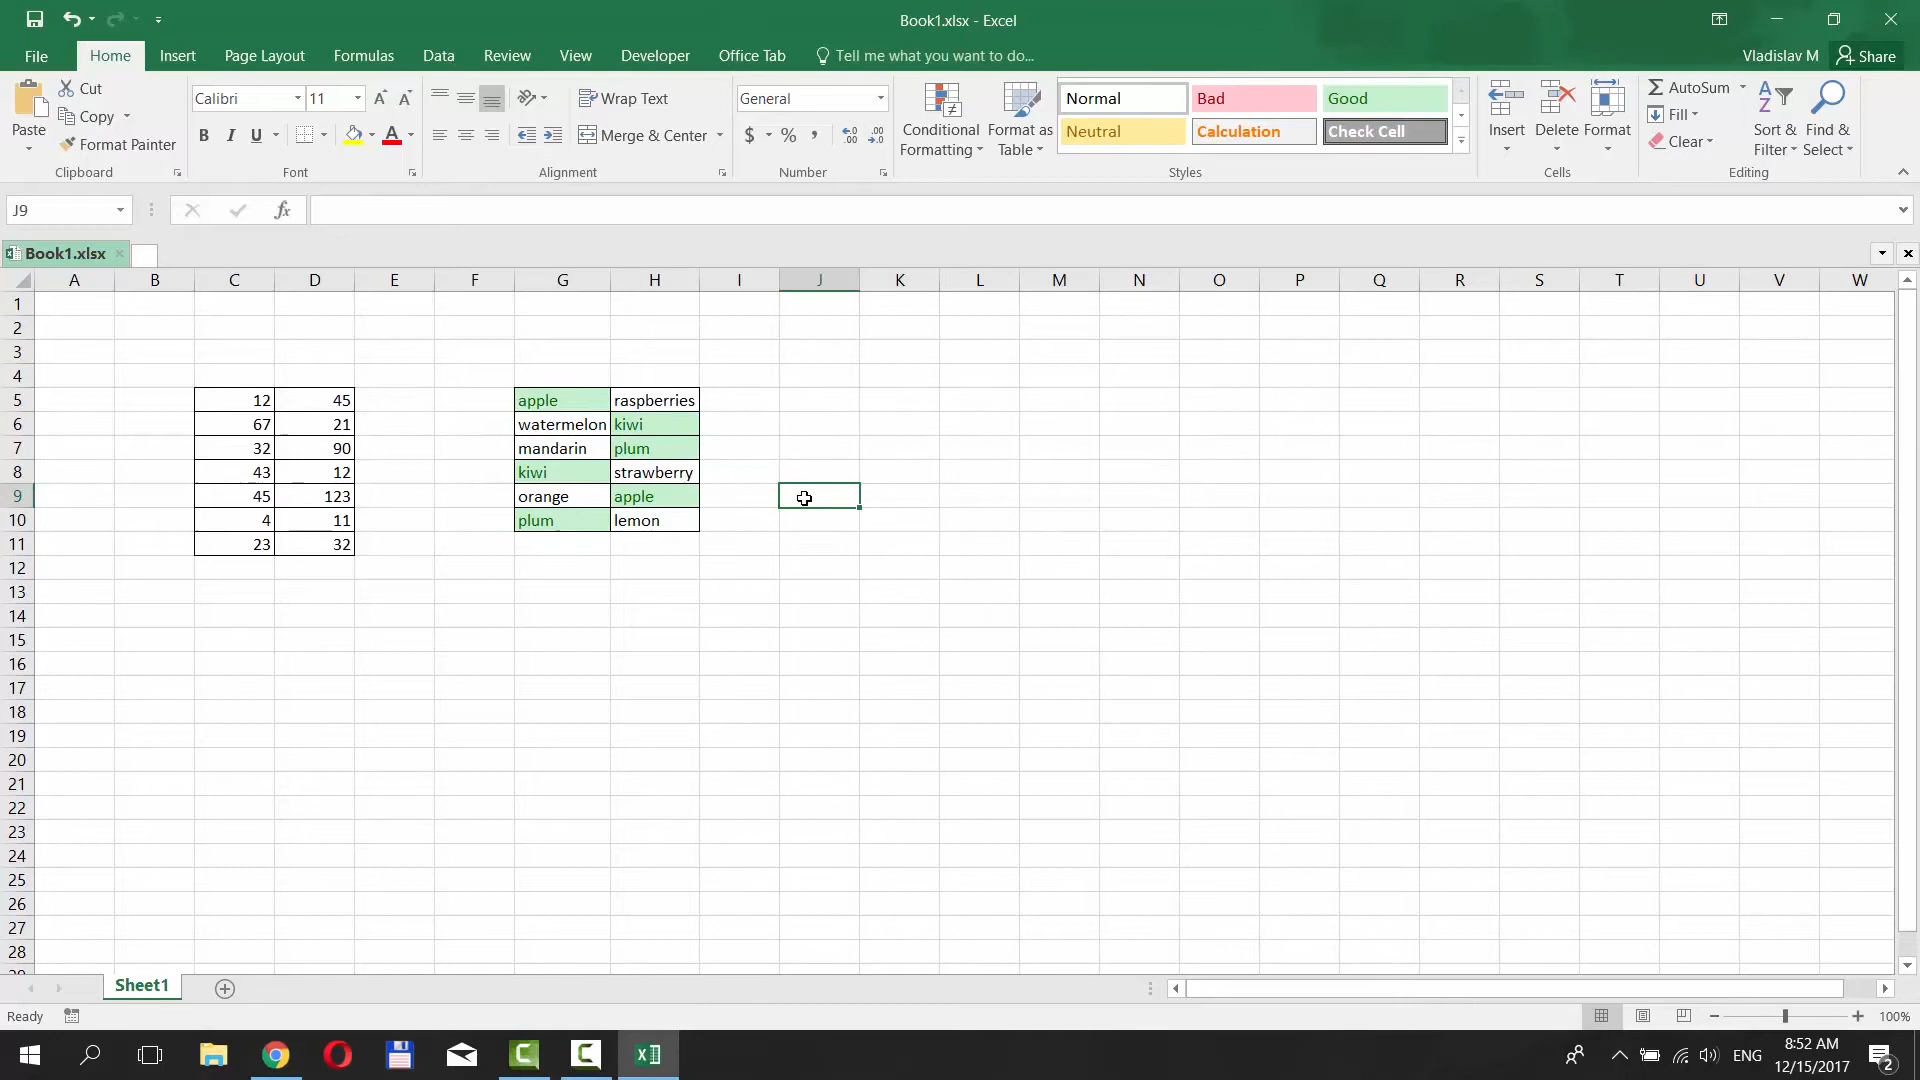 Book1.xlsx - Excel
File Home Insert Page Layout Formulas Data Review View Developer Office Tab Tell me what you want to do... Vladislav M Share
Paste
Cut
Copy
Format Painter
Clipboard
Calibri 11 A A
B I U A
Font
Wrap Text
Merge & Center
Alignment
General
$ % ,
Number
Conditional Formatting
Format as Table
Normal Bad Good
Neutral Calculation Check Cell
Styles
Insert Delete Format
Cells
AutoSum
Fill
Clear
Sort & Filter
Find & Select
Editing
J9 fx
Book1.xlsx
A B C D E F G H I J K L M N O P Q R S T U V W
1
2
3
4
5 12 45 apple raspberries
6 67 21 watermelon kiwi
7 32 90 mandarin plum
8 43 12 kiwi strawberry
9 45 123 orange apple
10 4 11 plum lemon
11 23 32
12
13
14
15
16
17
18
19
20
21
22
23
24
25
26
27
28
Sheet1
Ready 100%
ENG 8:52 AM
12/15/2017 2